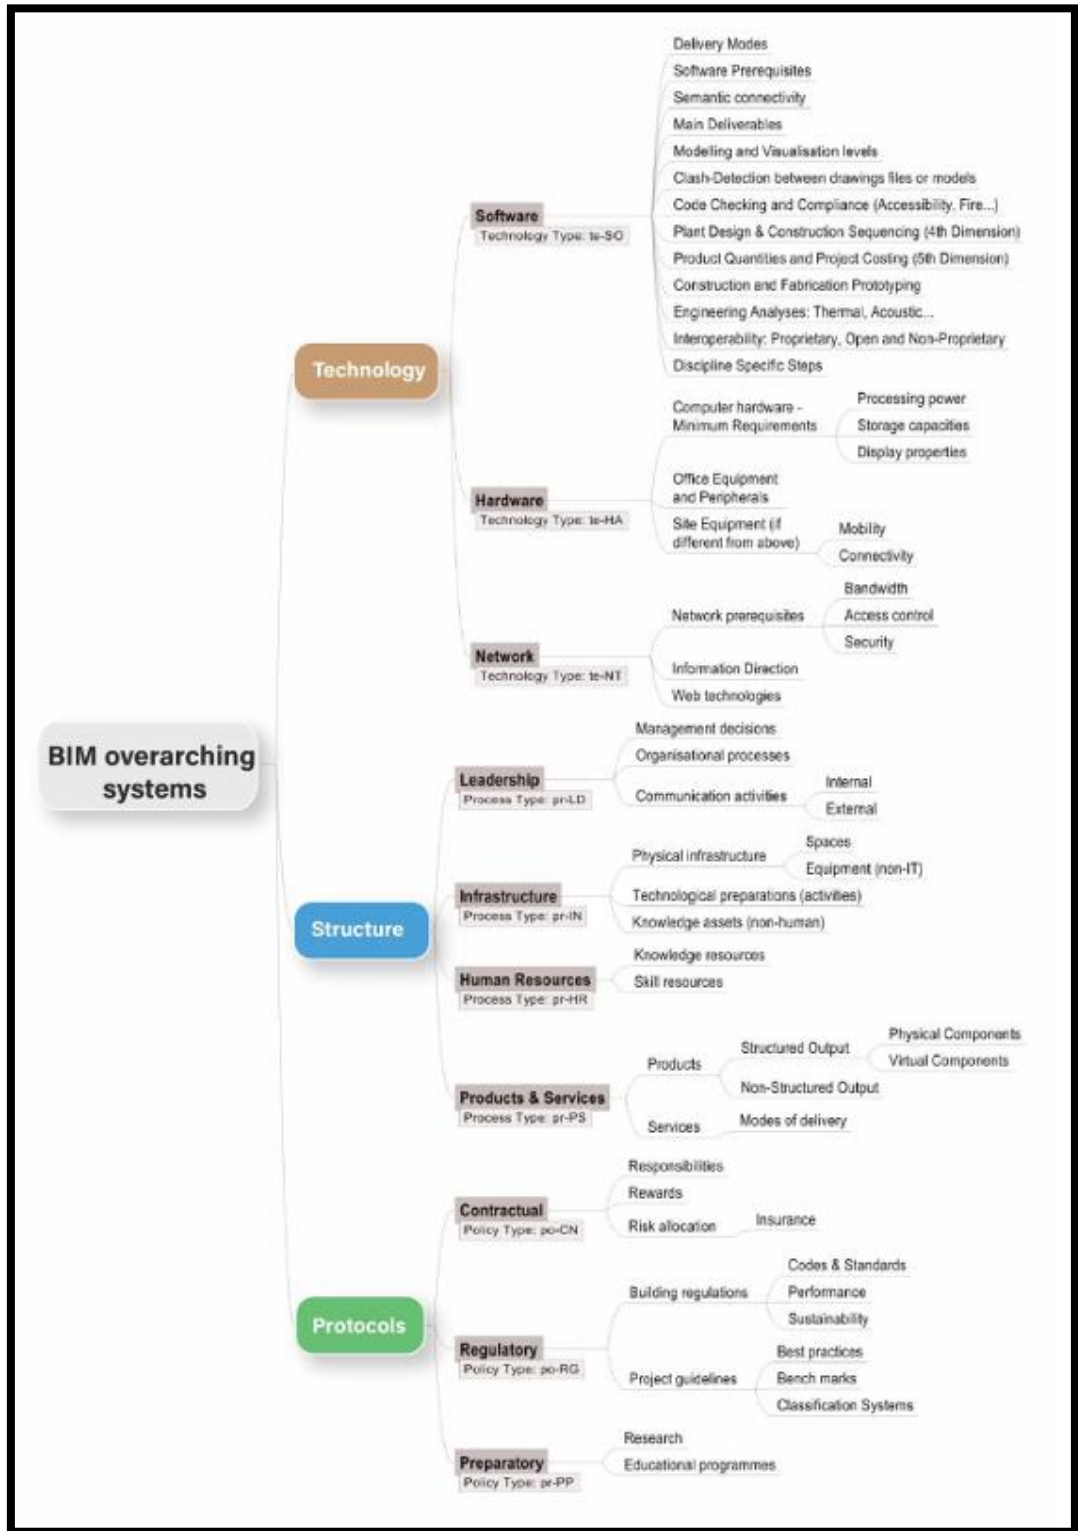 BIM overarching
systems
Technology
Software
Technology Type: te-SO
Delivery Modes
Software Prerequisites
Semantic connectivity
Main Deliverables
Modelling and Visualisation levels
Clash-Detection between drawings files or models
Code Checking and Compliance (Accessibility, Fire...)
Plant Design & Construction Sequencing (4th Dimension)
Product Quantities and Project Costing (5th Dimension)
Construction and Fabrication Prototyping
Engineering Analyses: Thermal, Acoustic...
Interoperability: Proprietary, Open and Non-Proprietary
Discipline Specific Steps
Hardware
Technology Type: te-HA
Computer hardware -
Minimum Requirements
Processing power
Storage capacities
Display properties
Office Equipment
and Peripherals
Site Equipment (if
different from above)
Mobility
Connectivity
Network
Technology Type: te-NT
Network prerequisites
Bandwidth
Access control
Security
Information Direction
Web technologies
Structure
Leadership
Process Type: pr-LD
Management decisions
Organisational processes
Communication activities
Internal
External
Infrastructure
Process Type: pr-IN
Physical infrastructure
Spaces
Equipment (non-IT)
Technological preparations (activities)
Knowledge assets (non-human)
Human Resources
Process Type: pr-HR
Knowledge resources
Skill resources
Products & Services
Process Type: pr-PS
Products
Structured Output
Physical Components
Virtual Components
Non-Structured Output
Services
Modes of delivery
Protocols
Contractual
Policy Type: po-CN
Responsibilities
Rewards
Risk allocation
Insurance
Regulatory
Policy Type: po-RG
Building regulations
Codes & Standards
Performance
Sustainability
Project guidelines
Best practices
Bench marks
Classification Systems
Preparatory
Policy Type: pr-PP
Research
Educational programmes